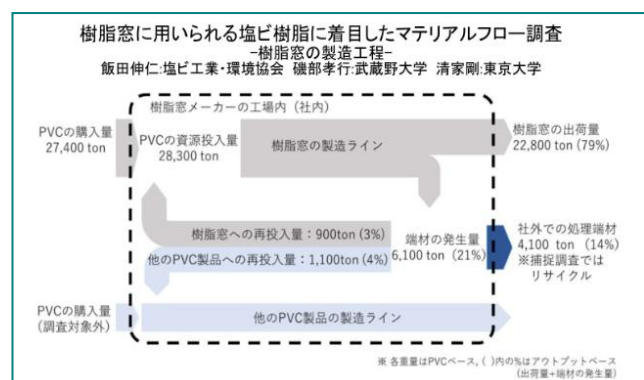 樹脂窓に用いられる塩ビ樹脂に着目したマテリアルフロー調査
-樹脂窓の製造工程-
飯田伸仁:塩ビ工業・環境協会 磯部孝行:武蔵野大学 清家剛:東京大学
樹脂窓メーカーの工場内（社内）
PVCの購入量
27,400 ton
PVCの資源投入量
28,300 ton
樹脂窓の製造ライン
樹脂窓の出荷量
22,800 ton (79%)
樹脂窓への再投入量：900ton (3%)
他のPVC製品への再投入量：1,100ton (4%)
端材の発生量
6,100 ton (21%)
社外での処理端材
4,100 ton (14%)
※捕捉調査では
リサイクル
PVCの購入量
(調査対象外)
他のPVC製品の製造ライン
※ 各重量はPVCベース, ( )内の%はアウトプットベース
(出荷量+端材の発生量)